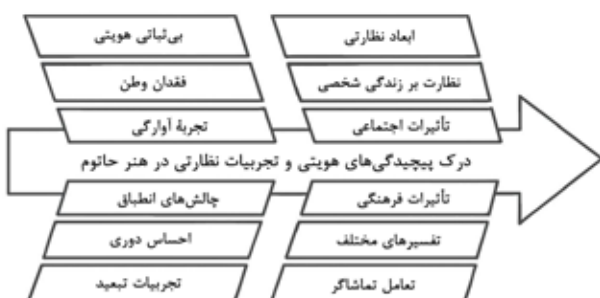 ابعاد نظارتی
بی‌ثباتی هویتی
نظارت بر زندگی شخصی
فقدان وطن
تأثیرات اجتماعی
تجربهٔ آوارگی
درک پیچیدگی‌های هویتی و تجربیات نظارتی در هنر حاتوم
تأثیرات فرهنگی
چالش‌های انطباق
تفسیرهای مختلف
احساس دوری
تعامل تماشاگر
تجربیات تبعید